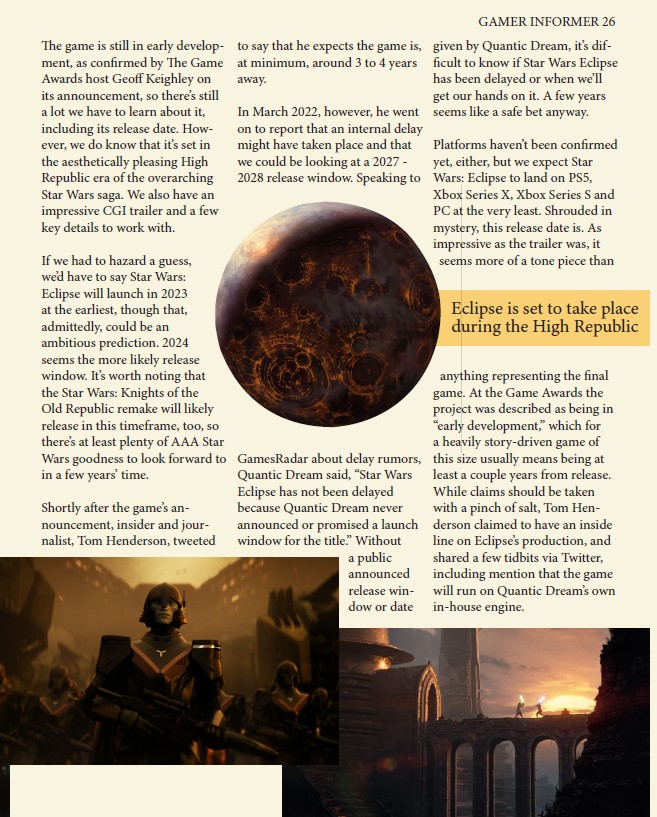 GAMER INFORMER 26
The game is still in early develop-
ment, as confirmed by The Game
Awards host Geoff Keighley on
its announcement, so there's still
a lot we have to learn about it,
including its release date. How-
ever, we do know that it's set in
the aesthetically pleasing High
Republic era of the overarching
Star Wars saga. We also have an
impressive CGI trailer and a few
key details to work with.
If we had to hazard a guess,
we'd have to say Star Wars:
Eclipse will launch in 2023
at the earliest, though that,
admittedly, could be an
ambitious prediction. 2024
seems the more likely release
window. It's worth noting that
the Star Wars: Knights of the
Old Republic remake will likely
release in this timeframe, too, so
there's at least plenty of AAA Star
Wars goodness to look forward to
in a few years' time.
Shortly after the game's an-
nouncement, insider and jour-
nalist, Tom Henderson, tweeted
to say that he expects the game is,
at minimum, around 3 to 4 years
away.
In March 2022, however, he went
on to report that an internal delay
might have taken place and that
we could be looking at a 2027 -
2028 release window. Speaking to
GamesRadar about delay rumors,
Quantic Dream said, “Star Wars
Eclipse has not been delayed
because Quantic Dream never
announced or promised a launch
window for the title.” Without
a public
announced
release win-
dow or date
given by Quantic Dream, it's dif-
ficult to know if Star Wars Eclipse
has been delayed or when we'll
get our hands on it. A few years
seems like a safe bet anyway.
Platforms haven't been confirmed
yet, either, but we expect Star
Wars: Eclipse to land on PS5,
Xbox Series X, Xbox Series S and
PC at the very least. Shrouded in
mystery, this release date is. As
impressive as the trailer was, it
seems more of a tone piece than
Eclipse is set to take place
during the High Republic
anything representing the final
game. At the Game Awards the
project was described as being in
“early development,” which for
a heavily story-driven game of
this size usually means being at
least a couple years from release.
While claims should be taken
with a pinch of salt, Tom Hen-
derson claimed to have an inside
line on Eclipse's production, and
shared a few tidbits via Twitter,
including mention that the game
will run on Quantic Dream's own
in-house engine.